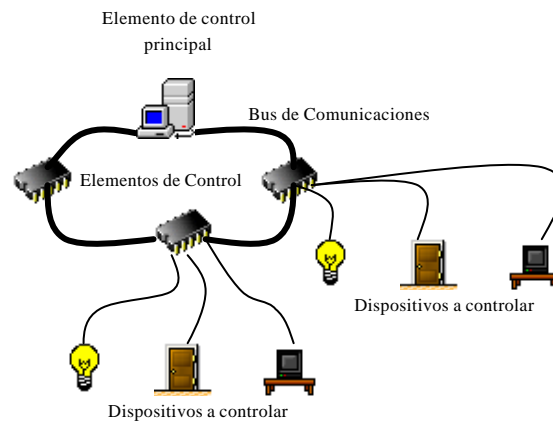 Elemento de control
principal
Bus de Comunicaciones
Elementos de Control
Dispositivos a controlar
Dispositivos a controlar